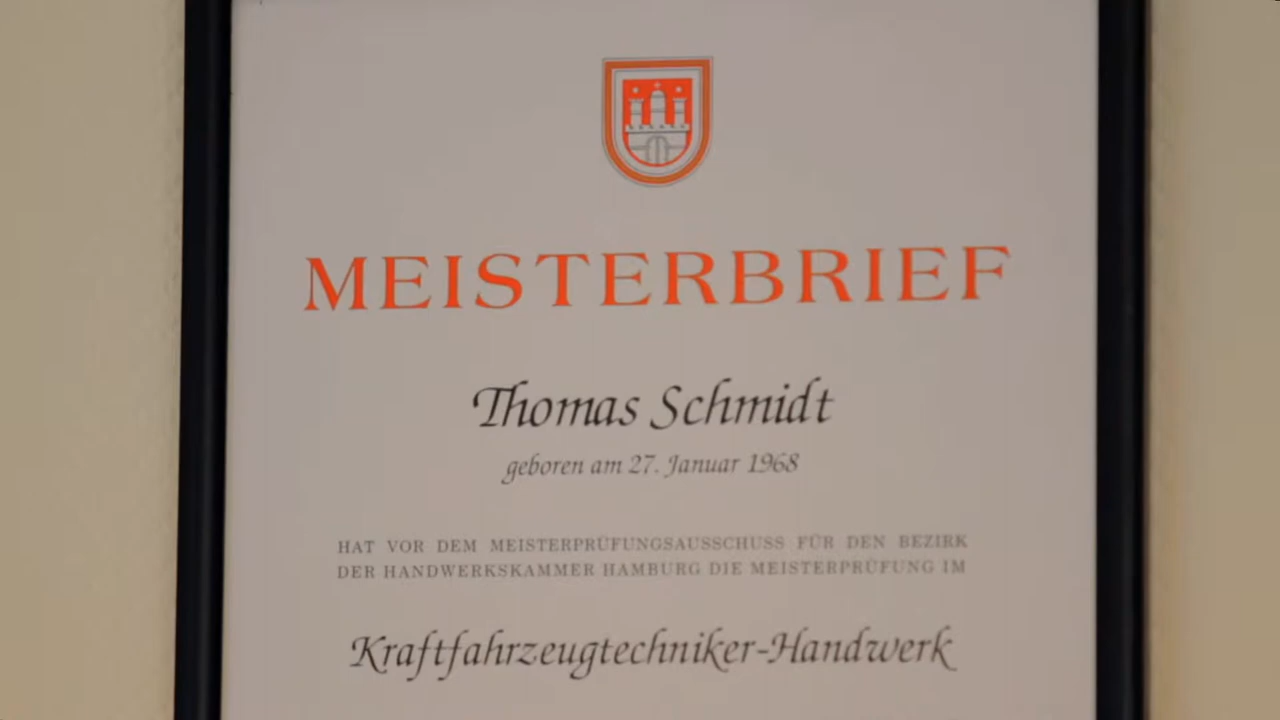 MEISTERBRIEF
Thomas Schmidt
geboren am 27. Januar 1968
HAT VOR DEM MEISTERPRÜFUNGSAUSSCHUSS FÜR DEN BEZIRK
DER HANDWERKSKAMMER HAMBURG DIE MEISTERPRÜFUNG IM
Kraftfahrzeugtechniker-Handwerk